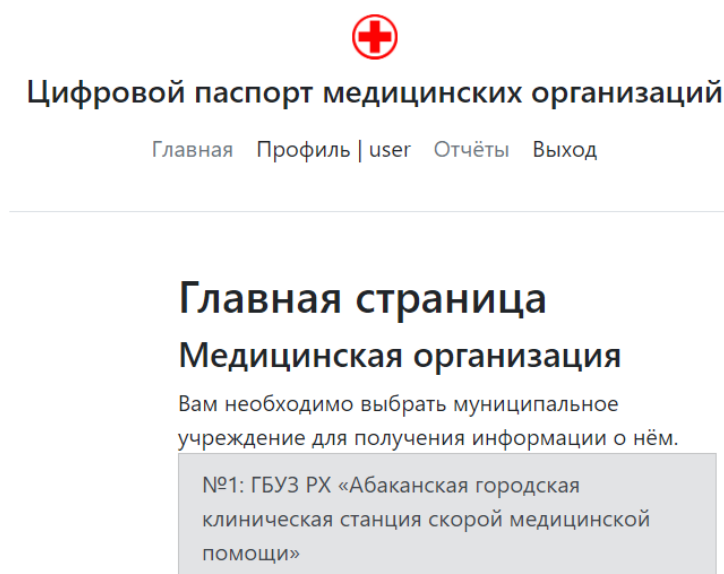 Цифровой паспорт медицинских организаций
Главная Профиль | user Отчёты Выход
Главная страница
Медицинская организация
Вам необходимо выбрать муниципальное
учреждение для получения информации о нём.
№1: ГБУЗ РХ «Абаканская городская
клиническая станция скорой медицинской
помощи»